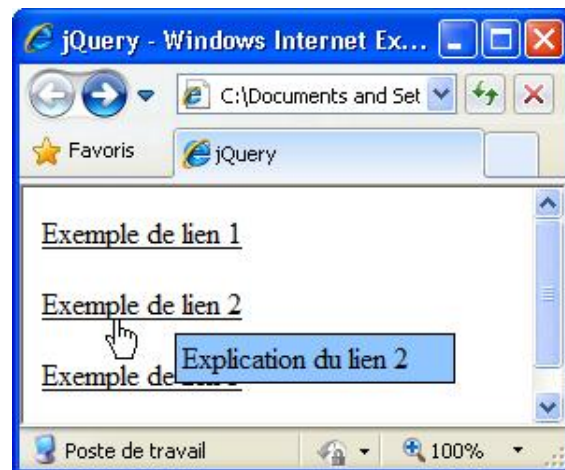 jQuery - Windows Internet Ex...
C:\Documents and Set
Favoris
jQuery
Exemple de lien 1
Exemple de lien 2
Explication du lien 2
Exemple de
Poste de travail
100%